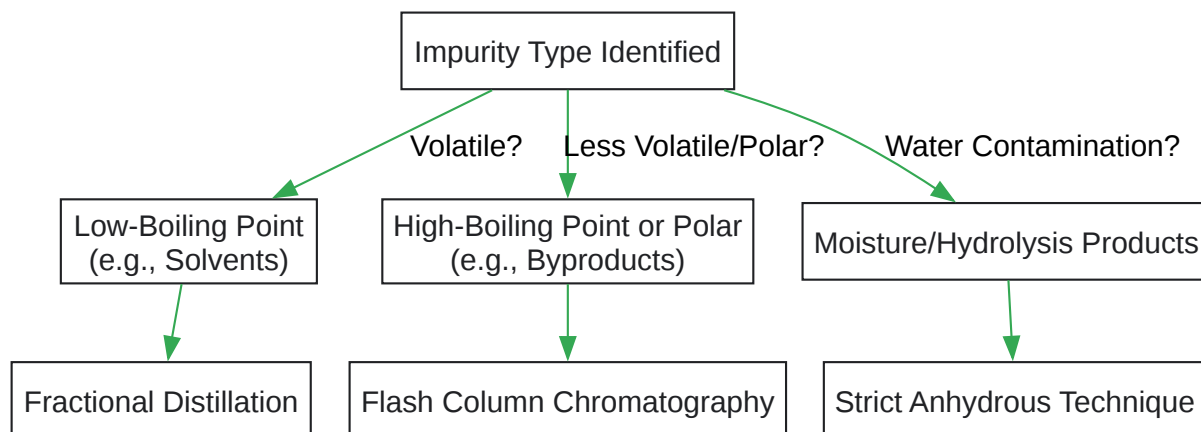 Impurity Type Identified
Volatile?
Less Volatile/Polar?
Water Contamination?
Low-Boiling Point
(e.g., Solvents)
High-Boiling Point or Polar
(e.g., Byproducts)
Moisture/Hydrolysis Products
Fractional Distillation
Flash Column Chromatography
Strict Anhydrous Technique